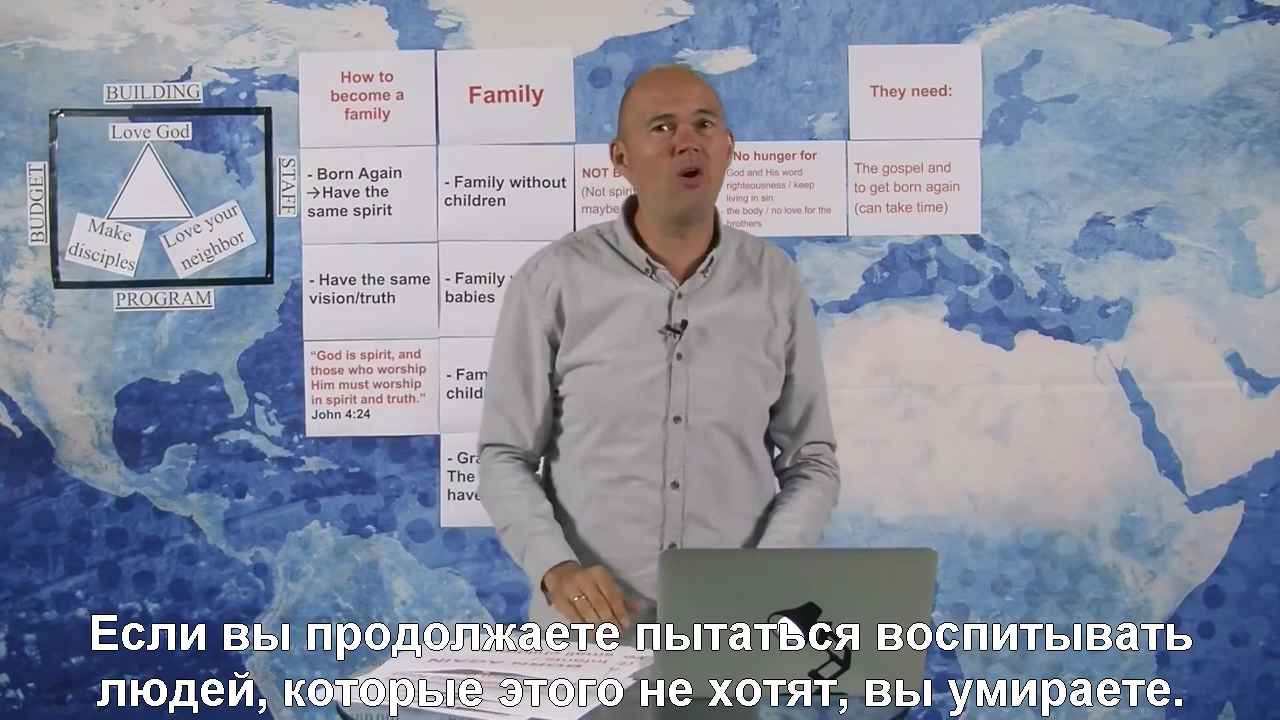 BUILDING
Love God
BUDGET
STAFF
Make
disciples
Love your
neighbor
PROGRAM
How to
become a
family
- Born Again
→Have the
same spirit
- Have the same
vision/truth
“God is spirit, and
those who worship
Him must worship
in spirit and truth.”
John 4:24
Family
- Family without
children
- Family
babies
The
have
NOT
(Not
maybe
No hunger for
God and His word
righteousness / keep
living in sin
- the body / no love for the
brothers
They need:
The gospel and
to get born again
(can take time)
BORN AGAIN
Если вы продолжаете пытаться воспитывать
людей, которые этого не хотят, вы умираете.